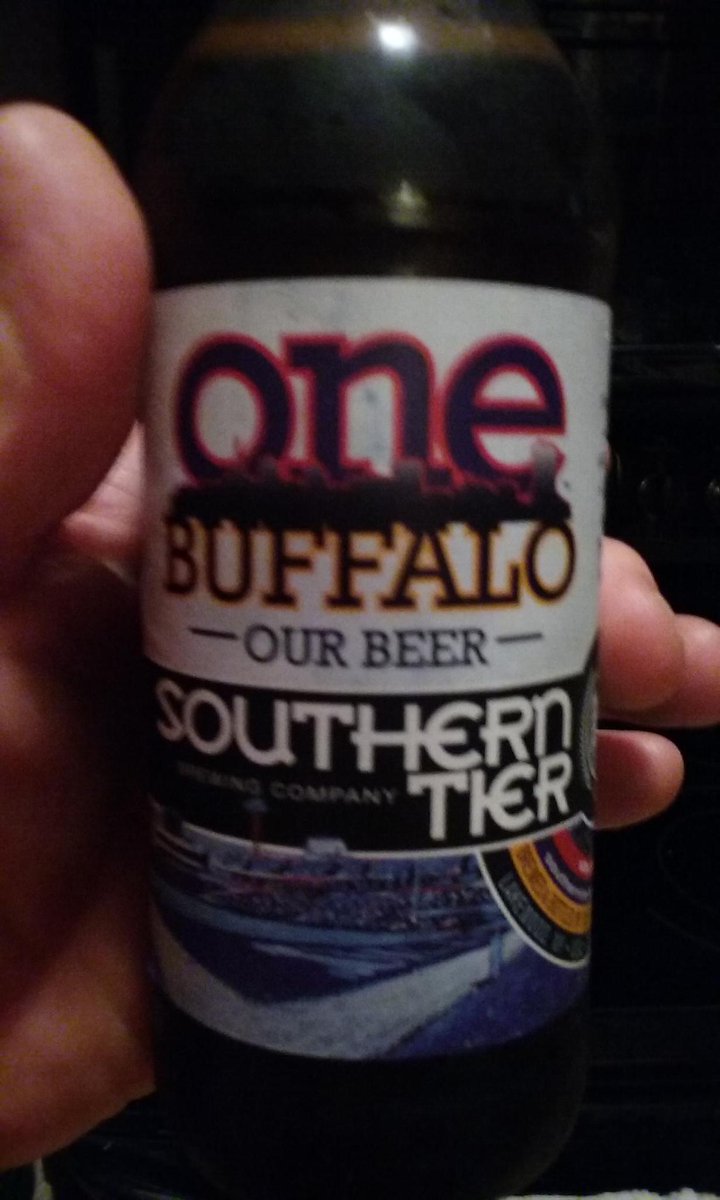 one
BUFFALO
OUR BEER
SOUTHERN
BREWING COMPANY
TIER